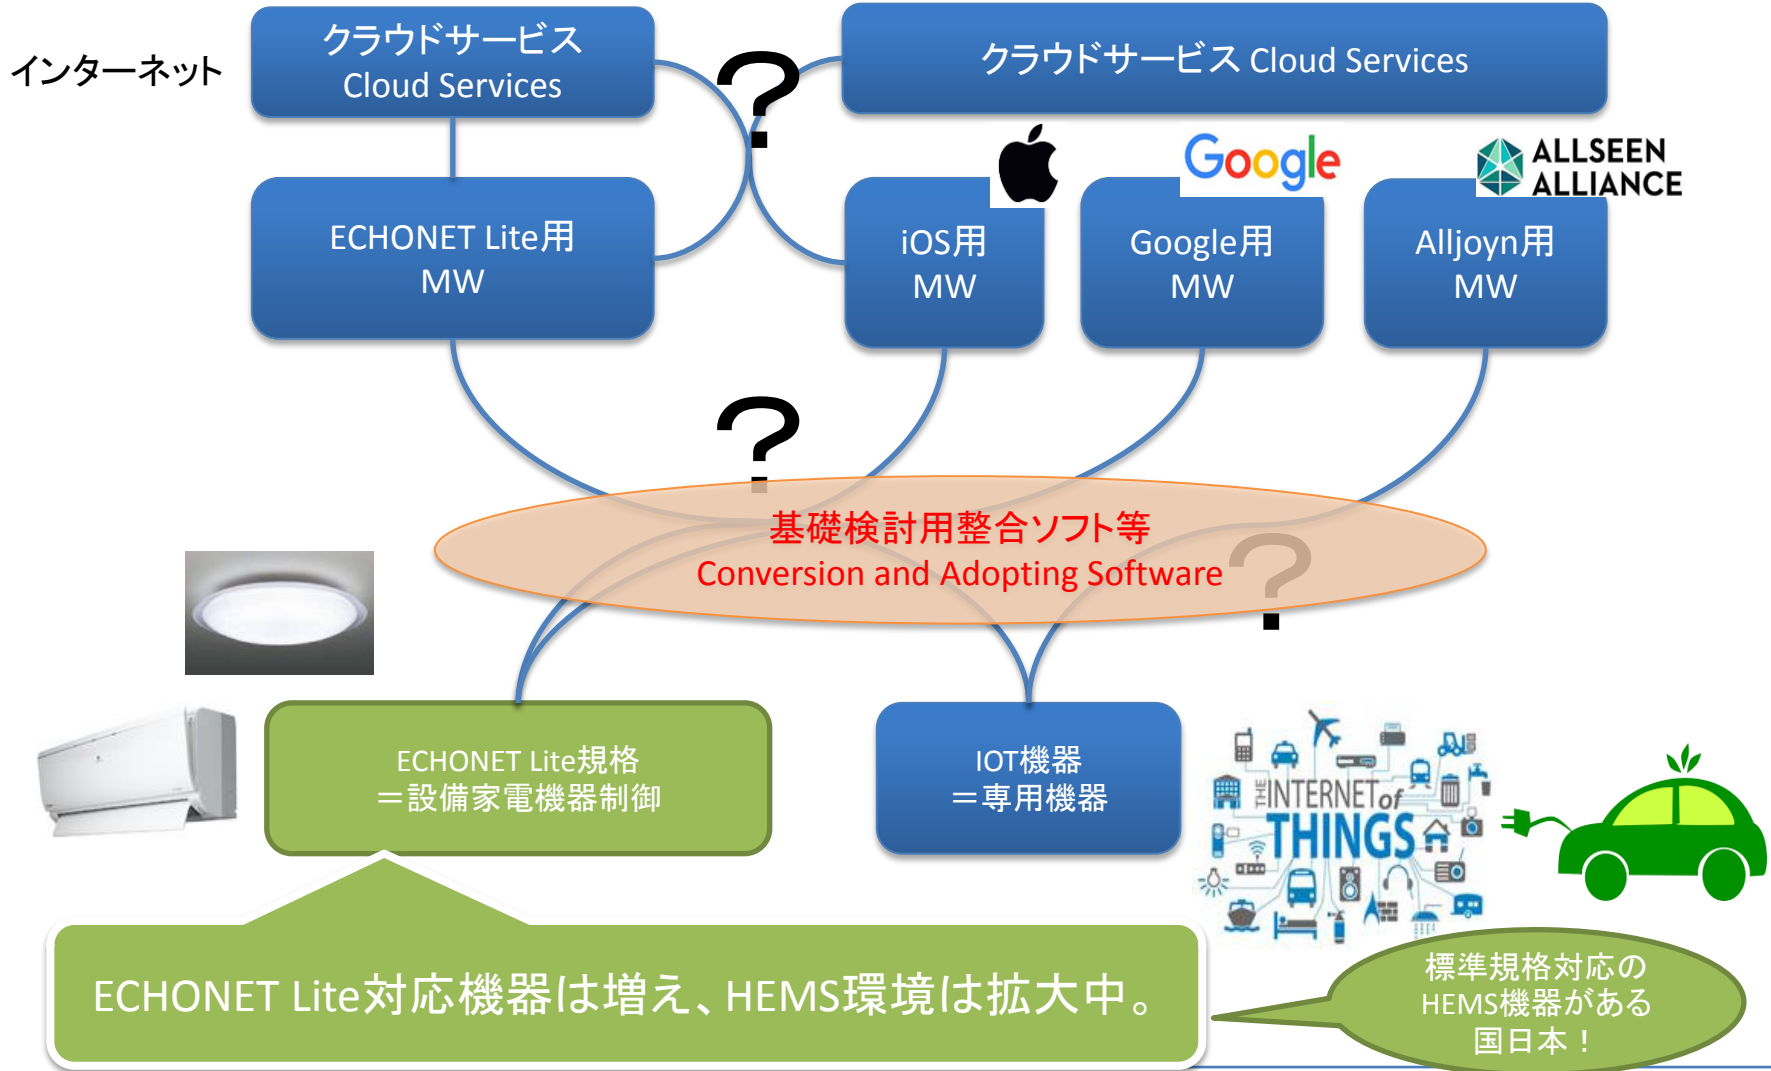 インターネット
クラウドサービス
Cloud Services
?
クラウドサービス Cloud Services
Google
ALLSEEN
ALLIANCE
ECHONET Lite用
MW
iOS用
MW
Google用
MW
Alljoyn用
MW
?
基礎検討用整合ソフト等
Conversion and Adopting Software
?
ECHONET Lite規格
＝設備家電機器制御
IOT機器
＝専用機器
THE
INTERNET of
THINGS
ECHONET Lite対応機器は増え、HEMS環境は拡大中。
標準規格対応の
HEMS機器がある
国日本！